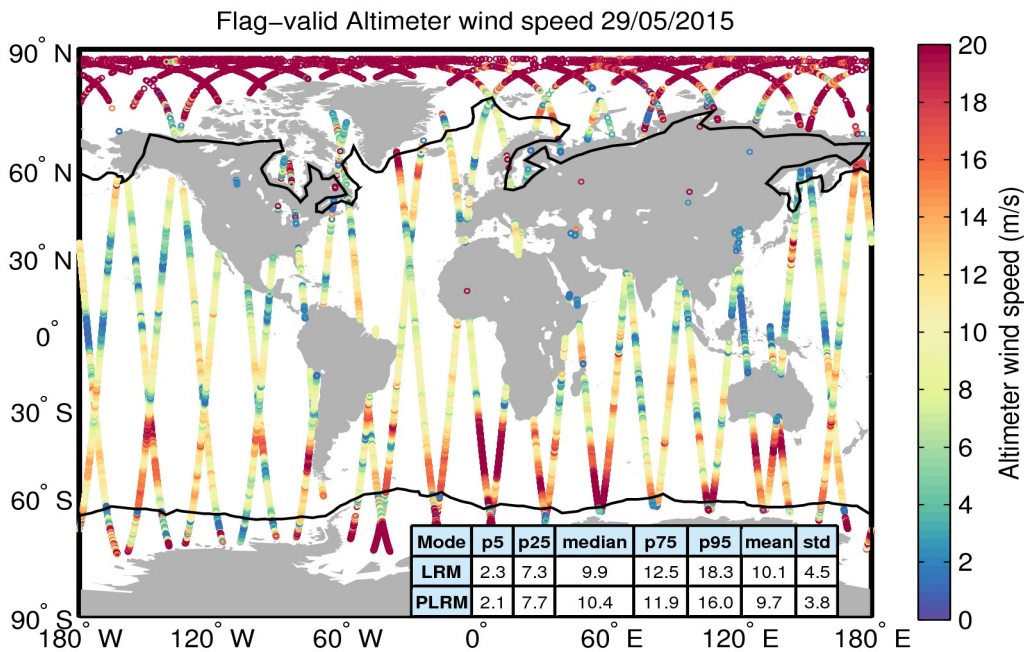 Flag−valid Altimeter wind speed 29/05/2015
90° N
60° N
30° N
0°
30° S
60° S
90° S
180° W
120° W
60° W
0°
60° E
120° E
180° E
Mode p5 p25 median p75 p95 mean std
LRM 2.3 7.3 9.9 12.5 18.3 10.1 4.5
PLRM 2.1 7.7 10.4 11.9 16.0 9.7 3.8
20
18
16
14
12
10
8
6
4
2
0
Altimeter wind speed (m/s)